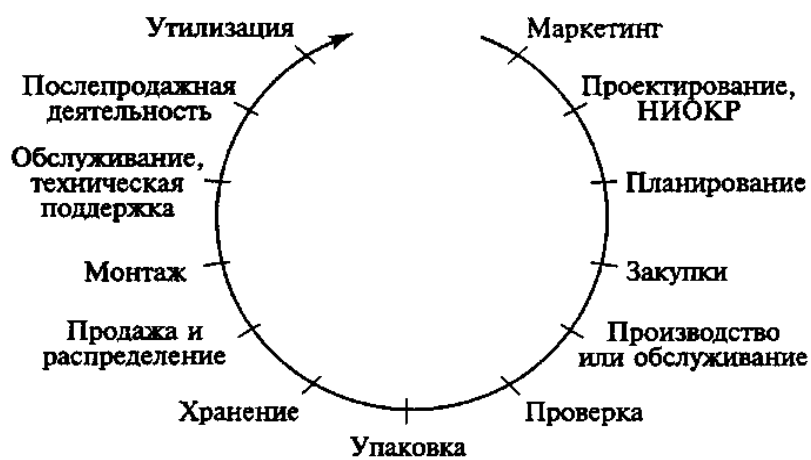 Маркетинг
Проектирование,
НИОКР
Планирование
Закупки
Производство
или обслуживание
Проверка
Упаковка
Хранение
Продажа и
распределение
Монтаж
Обслуживание,
техническая
поддержка
Послепродажная
деятельность
Утилизация